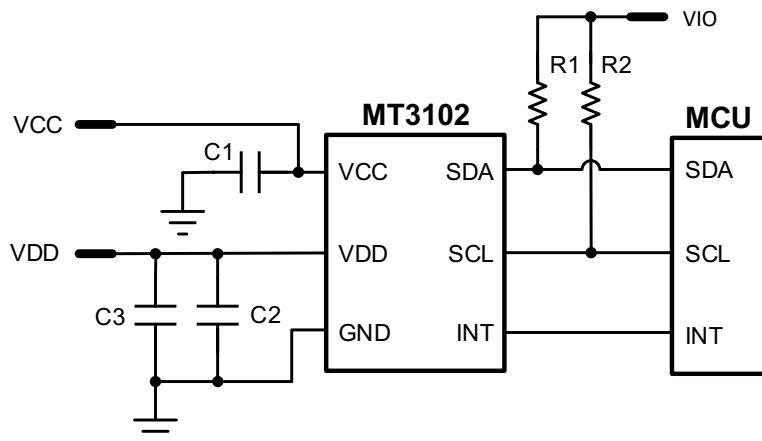 VIO
R1 R2
MT3102
MCU
VCC
C1
VCC
SDA
SDA
VDD
VDD
SCL
SCL
C3
C2
GND
INT
INT